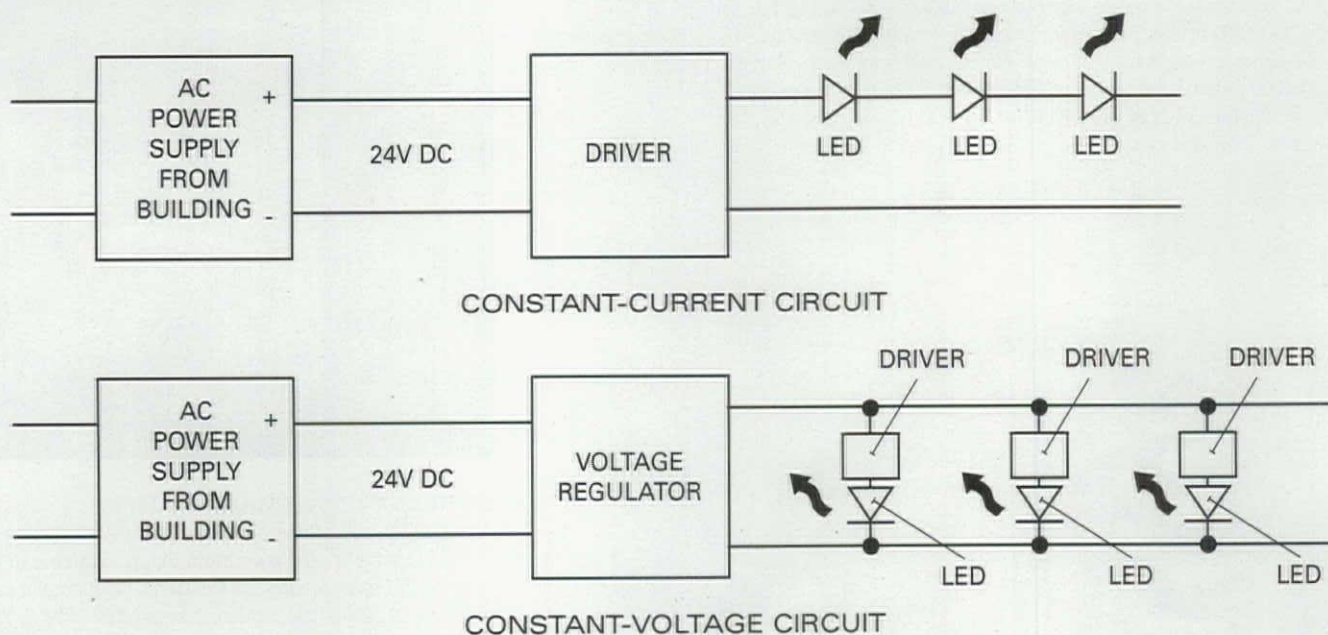 AC
POWER
SUPPLY
FROM
BUILDING
+
-
24V DC
DRIVER
LED
LED
LED
CONSTANT-CURRENT CIRCUIT
AC
POWER
SUPPLY
FROM
BUILDING
+
-
24V DC
VOLTAGE
REGULATOR
DRIVER
DRIVER
DRIVER
LED
LED
LED
CONSTANT-VOLTAGE CIRCUIT